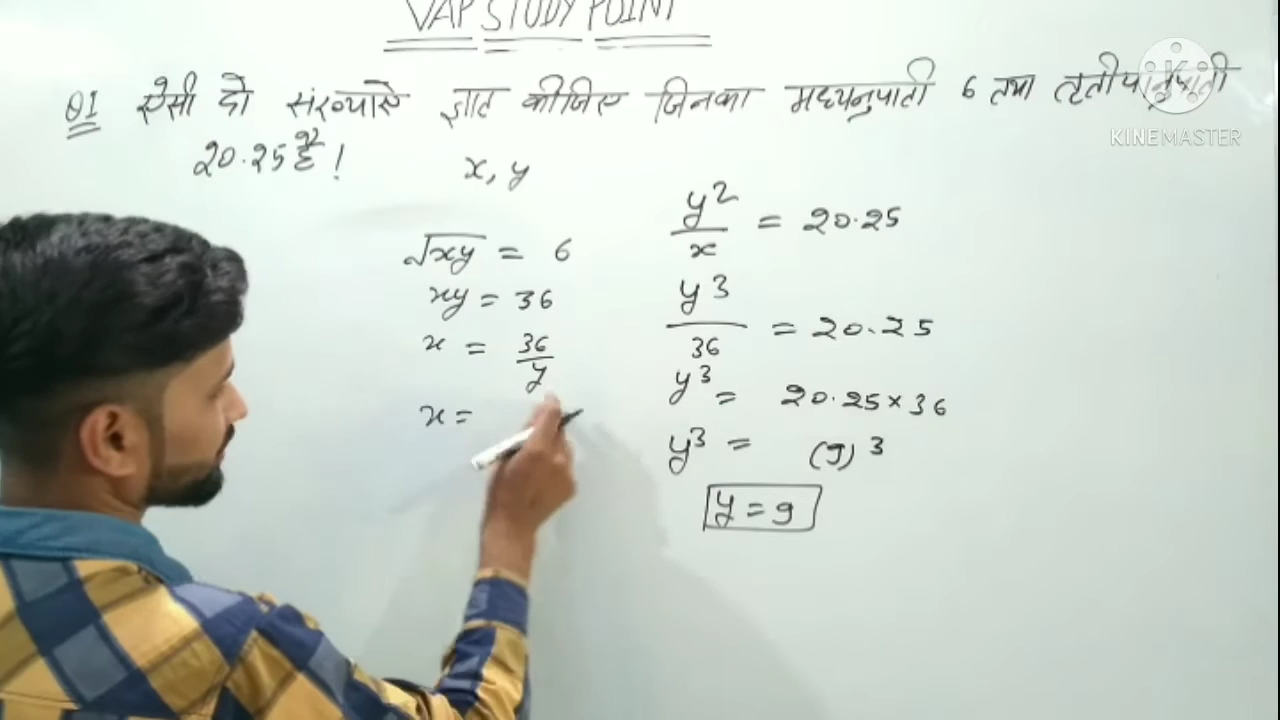 VAP STUDY POINT
Q1 ऐसी दो संख्याऐ ज्ञात कीजिए जिनका मध्यनुपाती 6 तथा तृतीयानुपाती
20.25 है !
x, y
√xy = 6
xy = 36
x = 36/y
x =
y²/x = 20.25
y³/36 = 20.25
y³ = 20.25×36
y³ = (9)³
y = 9
KINEMASTER